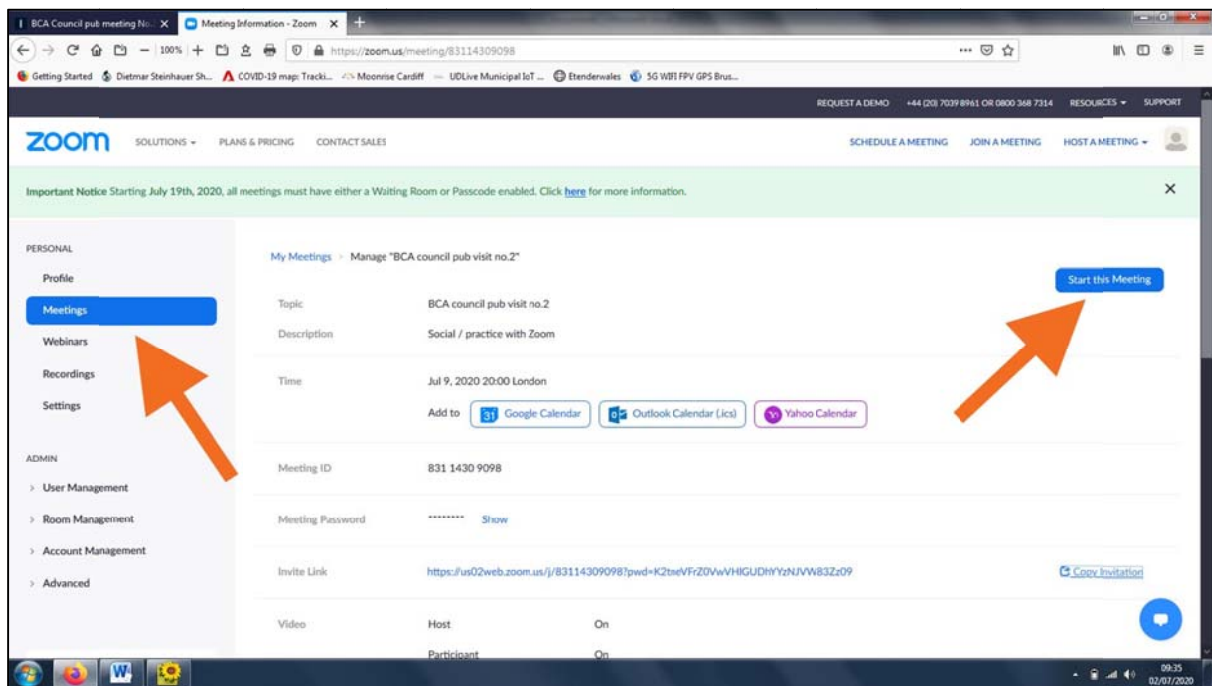 BCA Council pub meeting No.
Meeting Information - Zoom
100%
https://zoom.us/meeting/83114309098
Getting Started
Dietmar Steinhauer Sh...
COVID-19 map: Tracki...
Moonrise Cardiff
UDLive Municipal IoT ...
Etenderwales
5G WIFI FPV GPS Brus...
REQUEST A DEMO
+44 (20) 7039 8961 OR 0800 368 7314
RESOURCES
SUPPORT
zoom
SOLUTIONS
PLANS & PRICING
CONTACT SALES
SCHEDULE A MEETING
JOIN A MEETING
HOST A MEETING
Important Notice Starting July 19th, 2020, all meetings must have either a Waiting Room or Passcode enabled. Click here for more information.
PERSONAL
Profile
Meetings
Webinars
Recordings
Settings
ADMIN
User Management
Room Management
Account Management
Advanced
My Meetings > Manage "BCA council pub visit no.2"
Start this Meeting
Topic BCA council pub visit no.2
Description Social / practice with Zoom
Time Jul 9, 2020 20:00 London
Add to 31 Google Calendar Outlook Calendar (.ics) Yahoo Calendar
Meeting ID 831 1430 9098
Meeting Password -------- Show
Invite Link
Copy Invitation
Video Host On
Participant On
09:35
02/07/2020